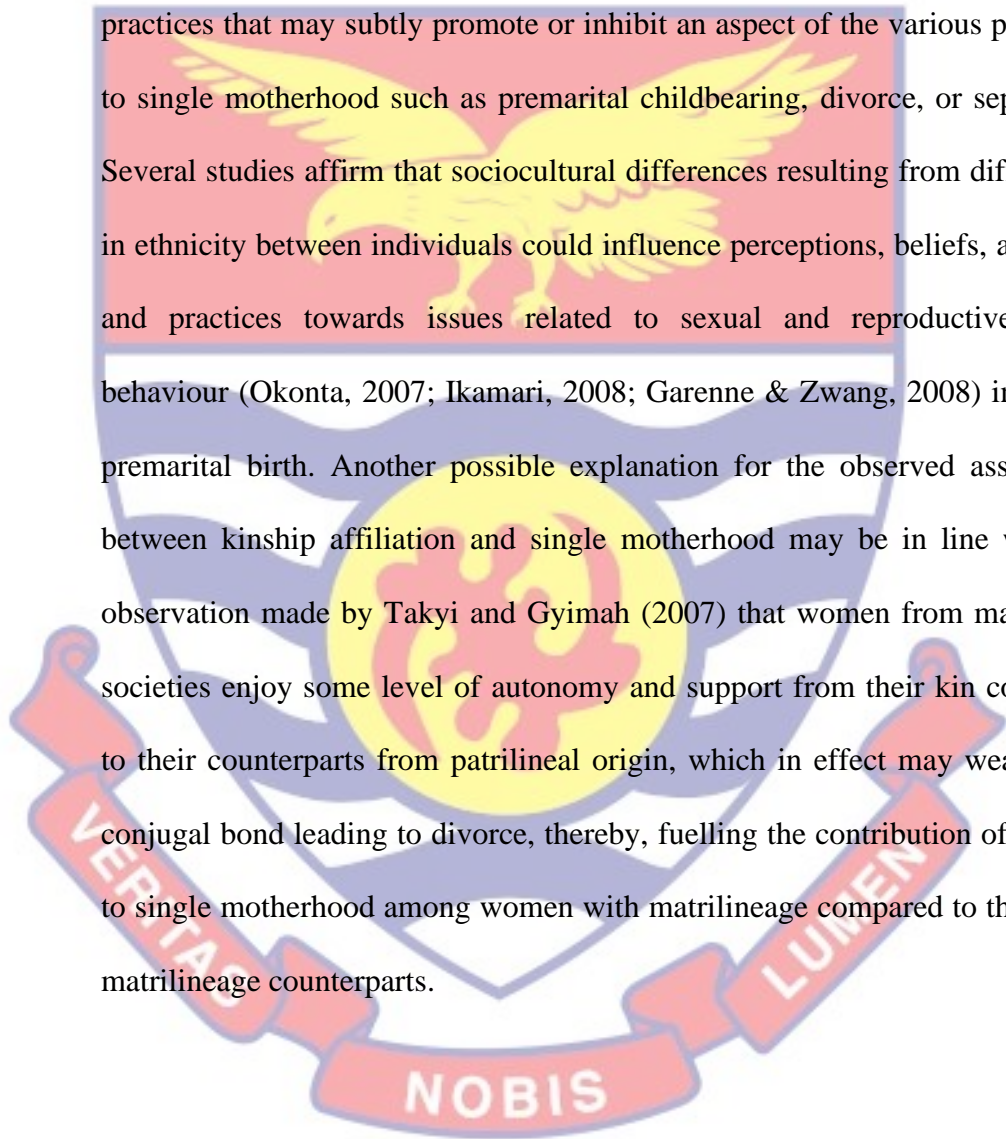 practices that may subtly promote or inhibit an aspect of the various p
to single motherhood such as premarital childbearing, divorce, or sep
Several studies affirm that sociocultural differences resulting from dif
in ethnicity between individuals could influence perceptions, beliefs, a
and practices towards issues related to sexual and reproductive
behaviour (Okonta, 2007; Ikamari, 2008; Garenne & Zwang, 2008) in
premarital birth. Another possible explanation for the observed ass
between kinship affiliation and single motherhood may be in line w
observation made by Takyi and Gyimah (2007) that women from ma
societies enjoy some level of autonomy and support from their kin co
to their counterparts from patrilineal origin, which in effect may wea
conjugal bond leading to divorce, thereby, fuelling the contribution of
to single motherhood among women with matrilineage compared to th
matrilineage counterparts.
VERITAS
NOBIS
LUMEN